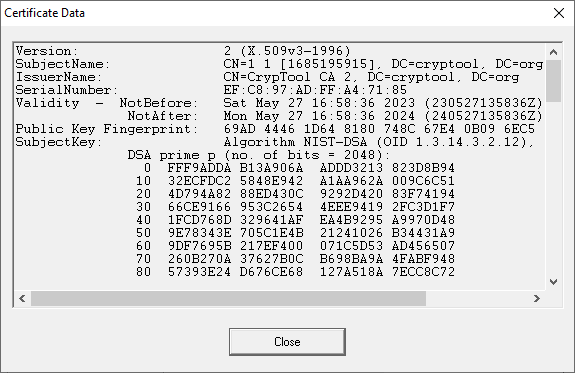 Certificate Data
Version:                  2 (X.509v3-1996)
SubjectName:              CN=1 1 [1685195915], DC=cryptool, DC=org
IssuerName:               CN=CrypTool CA 2, DC=cryptool, DC=org
SerialNumber:             EF:C8:97:AD:FF:A4:71:85
Validity  -  NotBefore:   Sat May 27 16:58:36 2023 (230527135836Z)
              NotAfter:   Mon May 27 16:58:36 2024 (240527135836Z)
Public Key Fingerprint:   69AD 4446 1D64 8180 748C 67E4 0B09 6EC5
SubjectKey:               Algorithm NIST-DSA (OID 1.3.14.3.2.12),
              DSA prime p (no. of bits = 2048):
                0  FFF9ADDA  B13A906A   ADDD3213  823D8B94
               10  32ECFDC2  5848E942   A1AA962A  009C6C51
               20  4D794A82  88ED430C   9292D420  83F74194
               30  66CE9166  953C2654   4EEE9419  2FC3D1F7
               40  1FCD768D  329641AF   EA4B9295  A9970D48
               50  9E78343E  705C1E4B   21241026  B34431A9
               60  9DF7695B  217EF400   071C5D53  AD456507
               70  260B270A  37627B0C   B698BA9A  4FABF948
               80  57393E24  D676CE68   127A518A  7ECC8C72
Close